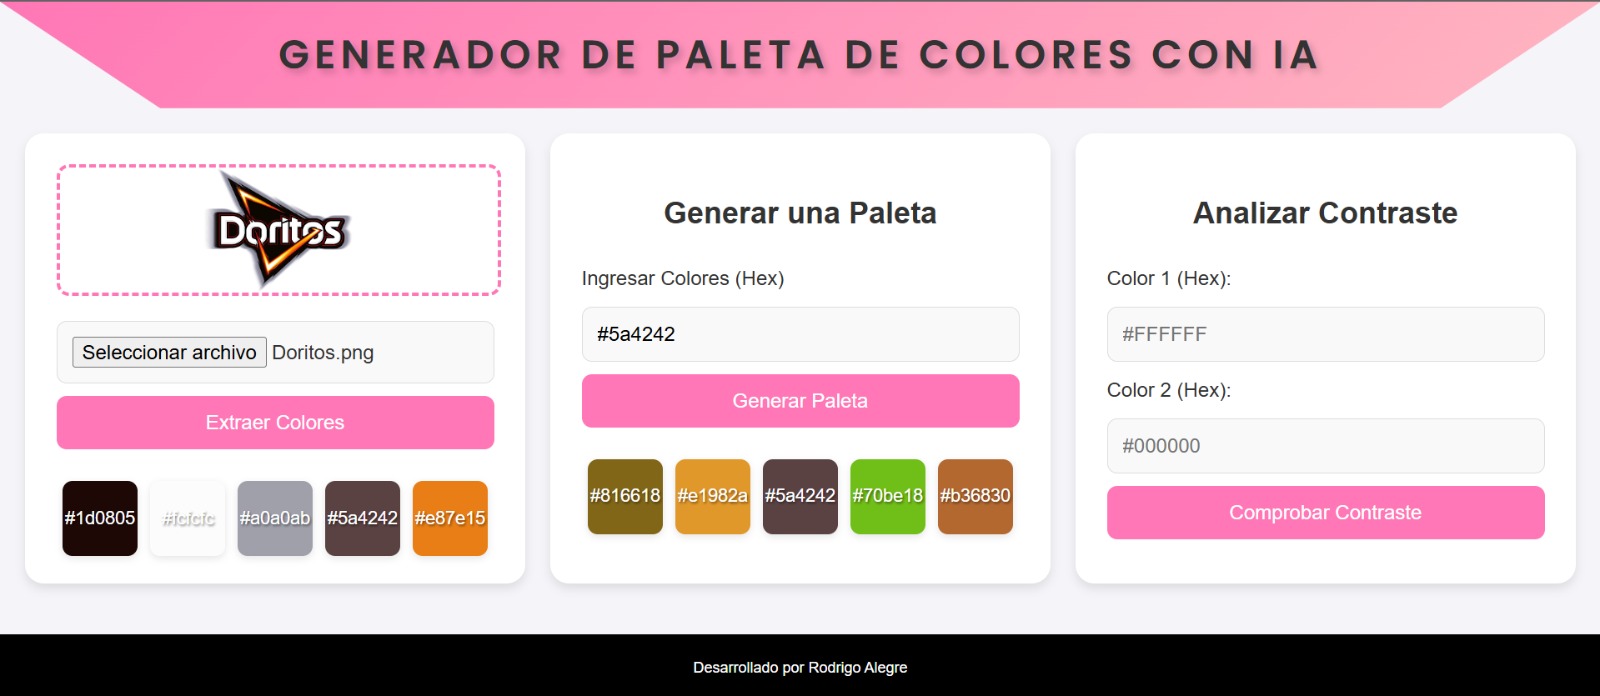 GENERADOR DE PALETA DE COLORES CON IA
Doritos
Seleccionar archivo Doritos.png
Extraer Colores
#1d0805 #fcfcfc #a0a0ab #5a4242 #e87e15
Generar una Paleta
Ingresar Colores (Hex)
#5a4242
Generar Paleta
#816618 #e1982a #5a4242 #70be18 #b36830
Analizar Contraste
Color 1 (Hex):
#FFFFFF
Color 2 (Hex):
#000000
Comprobar Contraste
Desarrollado por Rodrigo Alegre